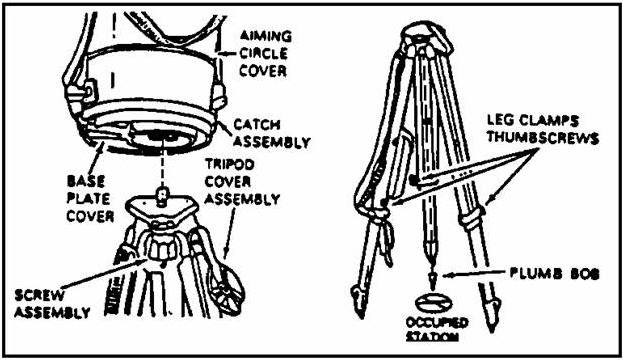 AIMING
CIRCLE
COVER
CATCH
ASSEMBLY
TRIPOD
COVER
ASSEMBLY
BASE
PLATE
COVER
SCREW
ASSEMBLY
LEG CLAMPS
THUMBSCREWS
PLUMB BOB
OCCUPIED
STATION